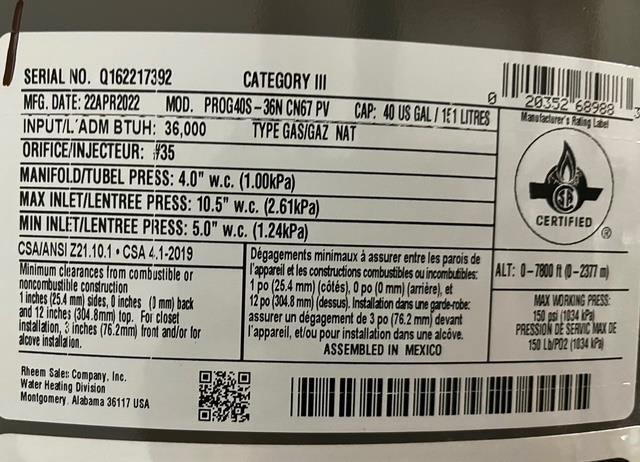 SERIAL NO. Q162217392 CATEGORY III
MFG. DATE: 22APR2022 MOD. PROG40S-36N CN67 PV CAP: 40 US GAL / 151 LITRES
INPUT/L'ADM BTUH: 36,000 TYPE GAS/GAZ NAT
ORIFICE/INJECTEUR: #35
MANIFOLD/TUBEL PRESS: 4.0" w.c. (1.00kPa)
MAX INLET/LENTREE PRESS: 10.5" w.c. (2.61kPa)
MIN INLET/LENTREE PRESS: 5.0" w.c. (1.24kPa)
CSA/ANSI Z21.10.1 • CSA 4.1-2019
Minimum clearances from combustible or
noncombustible construction
1 inches (25.4 mm) sides, 0 inches (0 mm) back
and 12 inches (304.8mm) top. For closet
installation, 3 inches (76.2mm) front and/or for
alcove installation.
Dégagements minimaux à assurer entre les parois de
l'appareil et les constructions combustibles ou incombustibles:
1 po (25.4 mm) (côtés), 0 po (0 mm) (arrière), et
12 po (304.8 mm) (dessus). Installation dans une garde-robe:
assurer un dégagement de 3 po (76.2 mm) devant
l'appareil, et/ou pour installation dans une alcôve.
ASSEMBLED IN MEXICO
0 20352 68988 3
Manufacturer's Rating Label
CERTIFIED
®
ALT: 0-7800 ft (0-2377 m)
MAX WORKING PRESS:
150 psi (1034 kPa)
PRESSION DE SERVIC MAX DE
150 Lb/PO2 (1034 kPa)
Rheem Sales Company, Inc.
Water Heating Division
Montgomery, Alabama 36117 USA